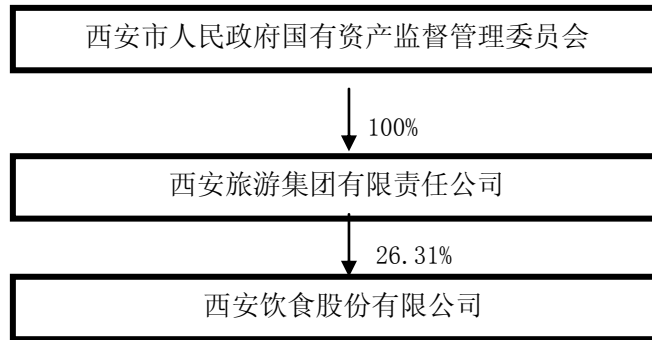 西安市人民政府国有资产监督管理委员会
100%
西安旅游集团有限责任公司
26.31%
西安饮食股份有限公司